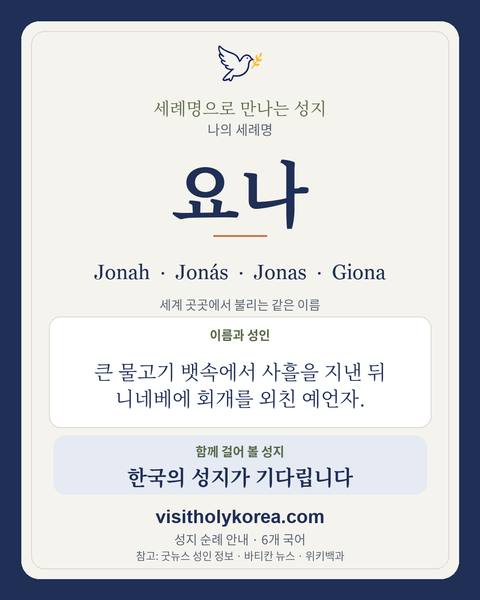 세례명으로 만나는 성지
나의 세례명
요나
Jonah · Jonás · Jonas · Giona
세계 곳곳에서 불리는 같은 이름
이름과 성인
큰 물고기 뱃속에서 사흘을 지낸 뒤
니네베에 회개를 외친 예언자.
함께 걸어 볼 성지
한국의 성지가 기다립니다
visitholykorea.com
성지 순례 안내 · 6개 국어
참고: 굿뉴스 성인 정보 · 바티칸 뉴스 · 위키백과